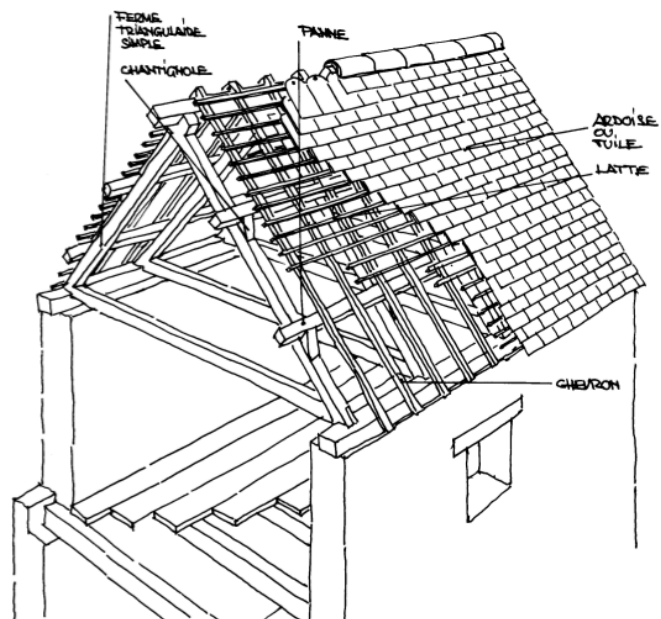 FERME
TRIANGULAIRE
SIMPLE
PANNE
CHANTIGNOLE
ARDOISE
OU
TUILE
LATTE
CHEVRON